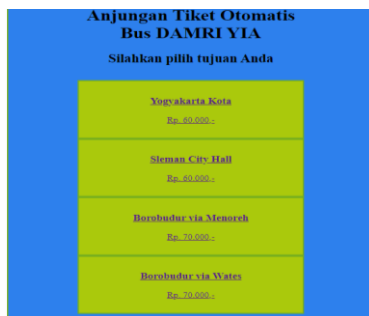 Anjungan Tiket Otomatis
Bus DAMRI YIA
Silahkan pilih tujuan Anda
Yogyakarta Kota
Rp. 60.000,-
Sleman City Hall
Rp. 60.000,-
Borobudur via Menoreh
Rp. 70.000,-
Borobudur via Wates
Rp. 70.000,-